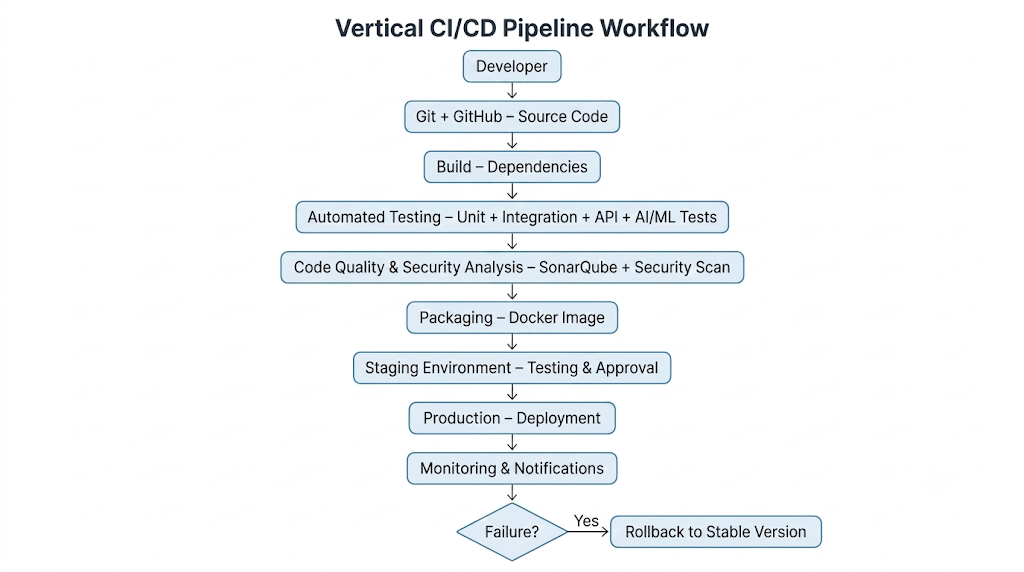 Vertical CI/CD Pipeline Workflow
Developer
Git + GitHub – Source Code
Build – Dependencies
Automated Testing – Unit + Integration + API + AI/ML Tests
Code Quality & Security Analysis – SonarQube + Security Scan
Packaging – Docker Image
Staging Environment – Testing & Approval
Production – Deployment
Monitoring & Notifications
Failure?
Yes
Rollback to Stable Version